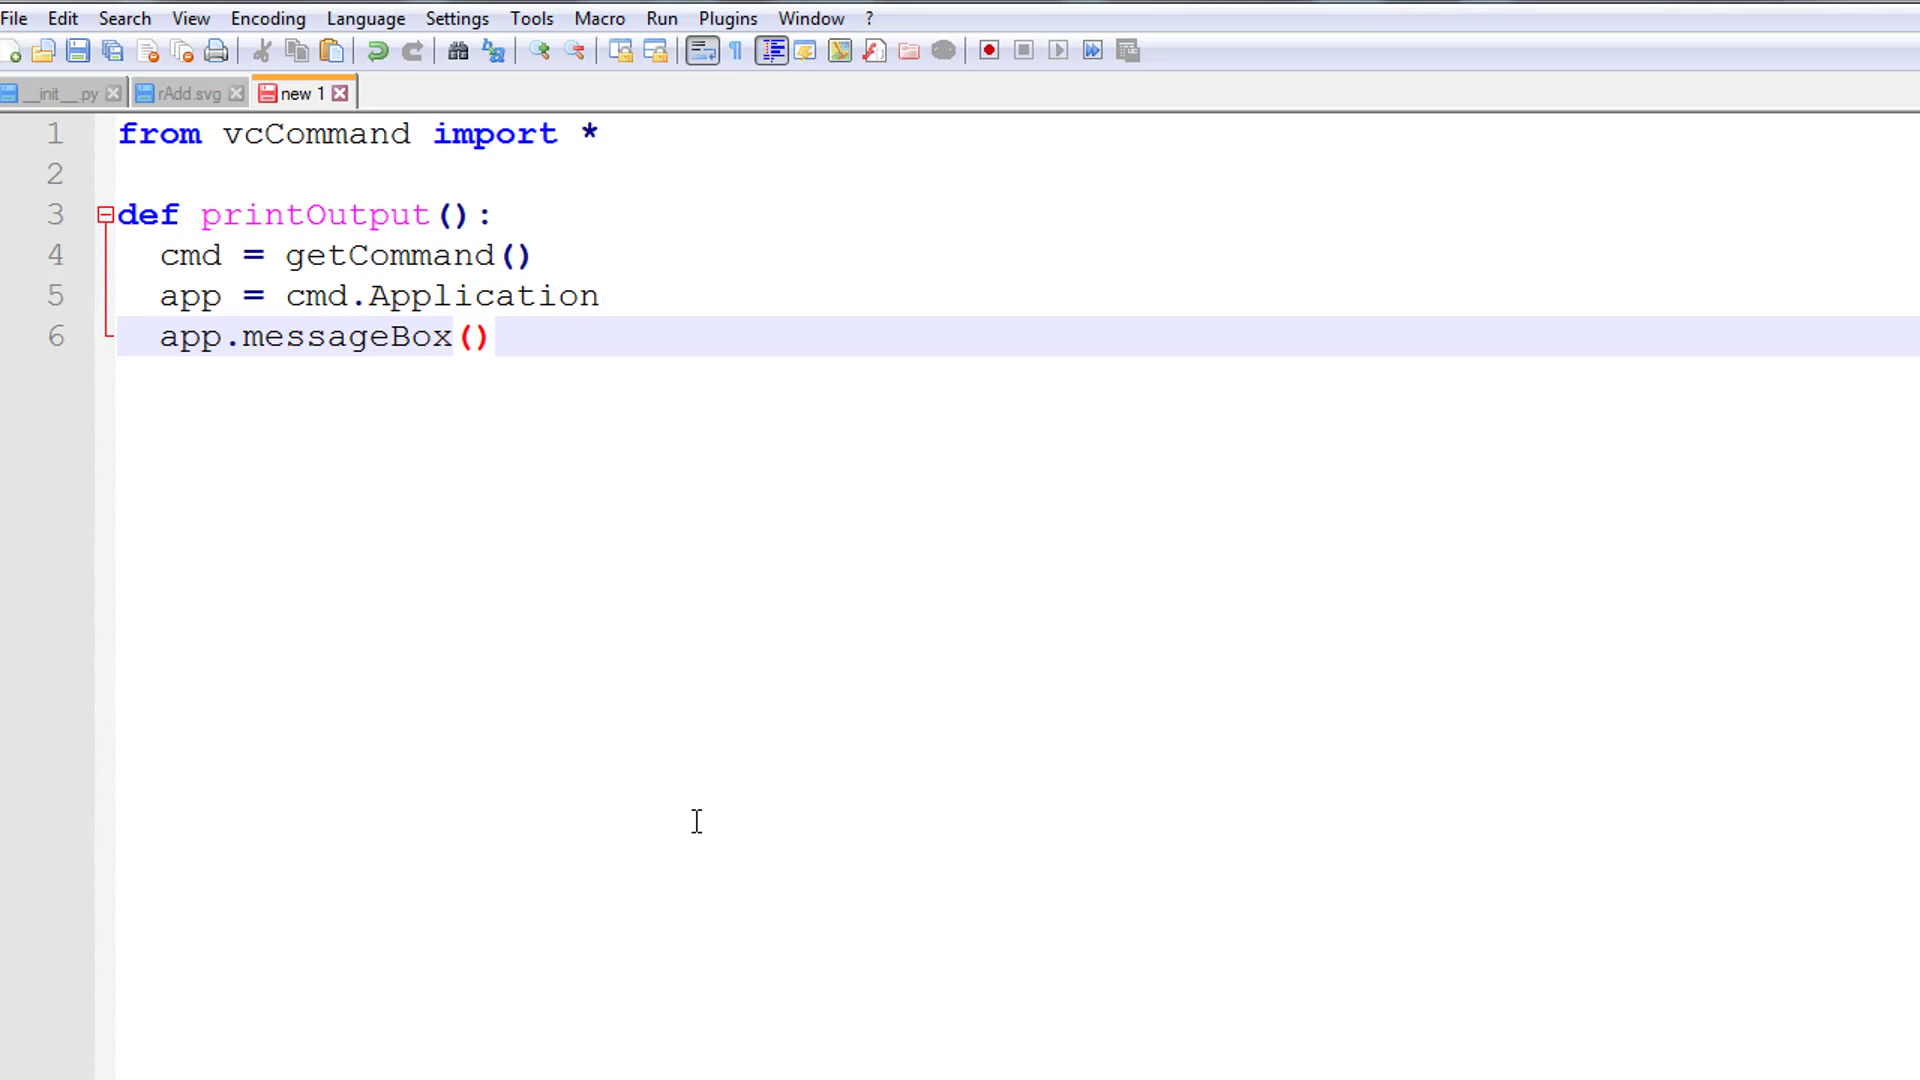 File Edit Search View Encoding Language Settings Tools Macro Run Plugins Window ?
__init__.py rAdd.svg new 1
1 from vcCommand import *
2
3 def printOutput():
4 cmd = getCommand()
5 app = cmd.Application
6 app.messageBox()